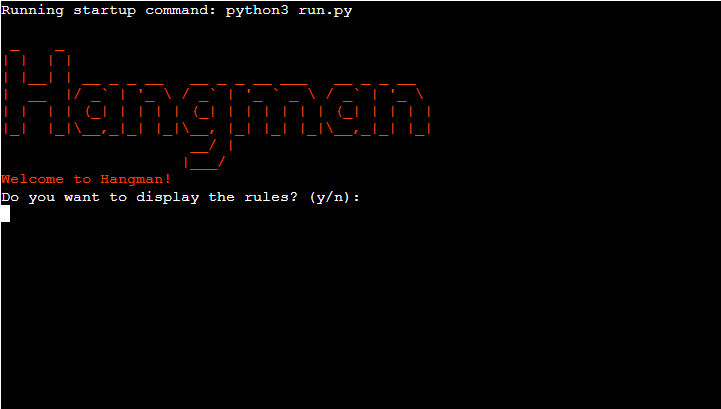 Running startup command: python3 run.py
Hangman
Welcome to Hangman!
Do you want to display the rules? (y/n):